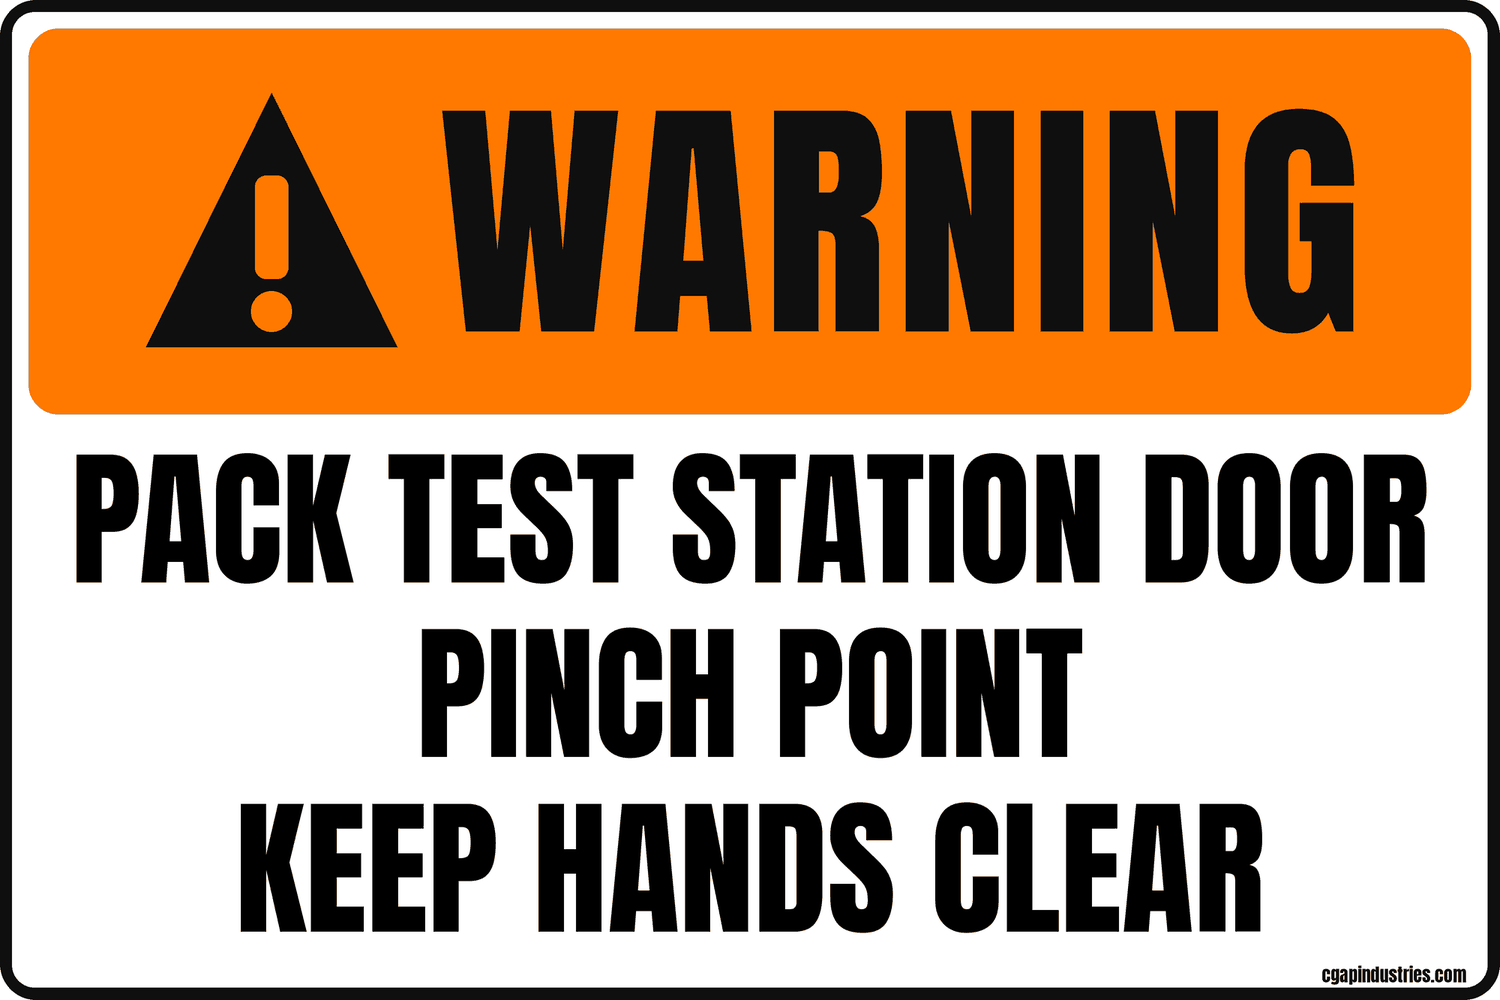 WARNING
PACK TEST STATION DOOR
PINCH POINT
KEEP HANDS CLEAR
cgapindustries.com